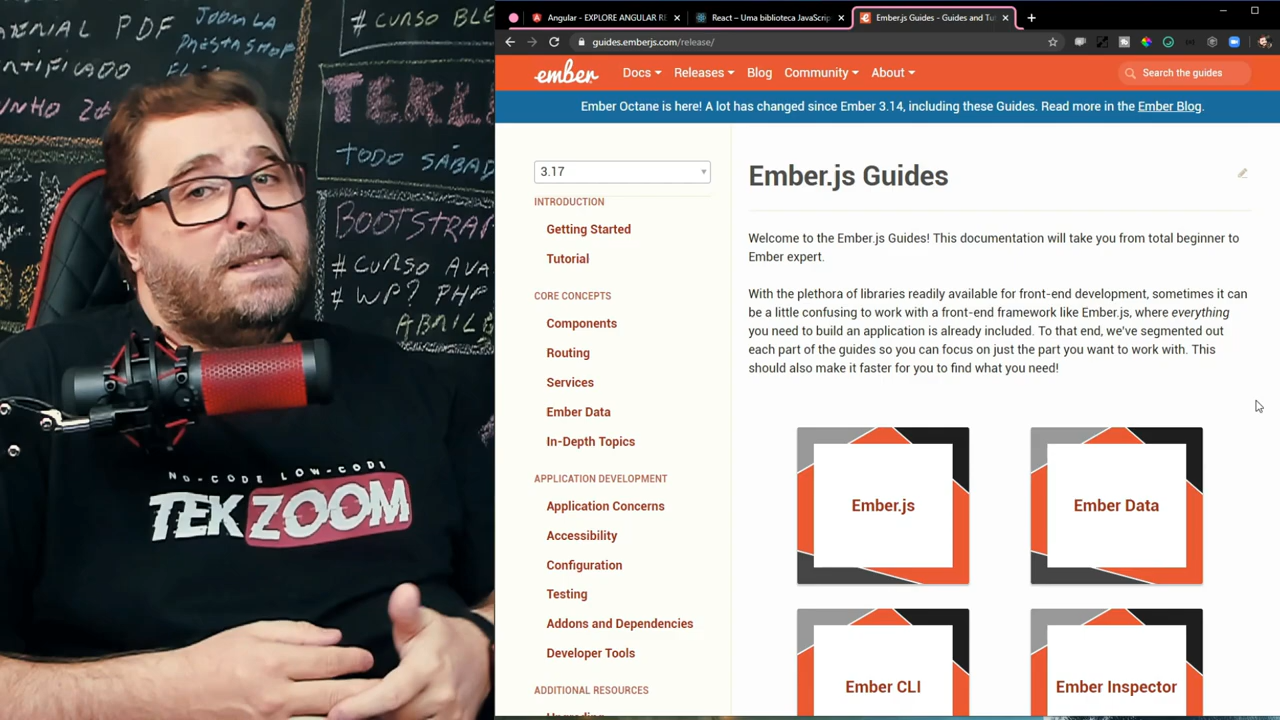 PDF
JOOMLA
PRESTASHOP
# CURSO BLE
TODO SÁBAD
BOOTSTRAP
# CURSO AVA
# WP? PHP
NO-CODE LOW-CODE
TEKZOOM
Angular - EXPLORE ANGULAR RE
React – Uma biblioteca JavaScrip
Ember.js Guides - Guides and Tu
guides.emberjs.com/release/
ember
Docs
Releases
Blog
Community
About
Search the guides
Ember Octane is here! A lot has changed since Ember 3.14, including these Guides. Read more in the Ember Blog.
3.17
INTRODUCTION
Getting Started
Tutorial
CORE CONCEPTS
Components
Routing
Services
Ember Data
In-Depth Topics
APPLICATION DEVELOPMENT
Application Concerns
Accessibility
Configuration
Testing
Addons and Dependencies
Developer Tools
ADDITIONAL RESOURCES
Upgrading
Ember.js Guides
Welcome to the Ember.js Guides! This documentation will take you from total beginner to
Ember expert.
With the plethora of libraries readily available for front-end development, sometimes it can
be a little confusing to work with a front-end framework like Ember.js, where everything
you need to build an application is already included. To that end, we've segmented out
each part of the guides so you can focus on just the part you want to work with. This
should also make it faster for you to find what you need!
Ember.js
Ember Data
Ember CLI
Ember Inspector